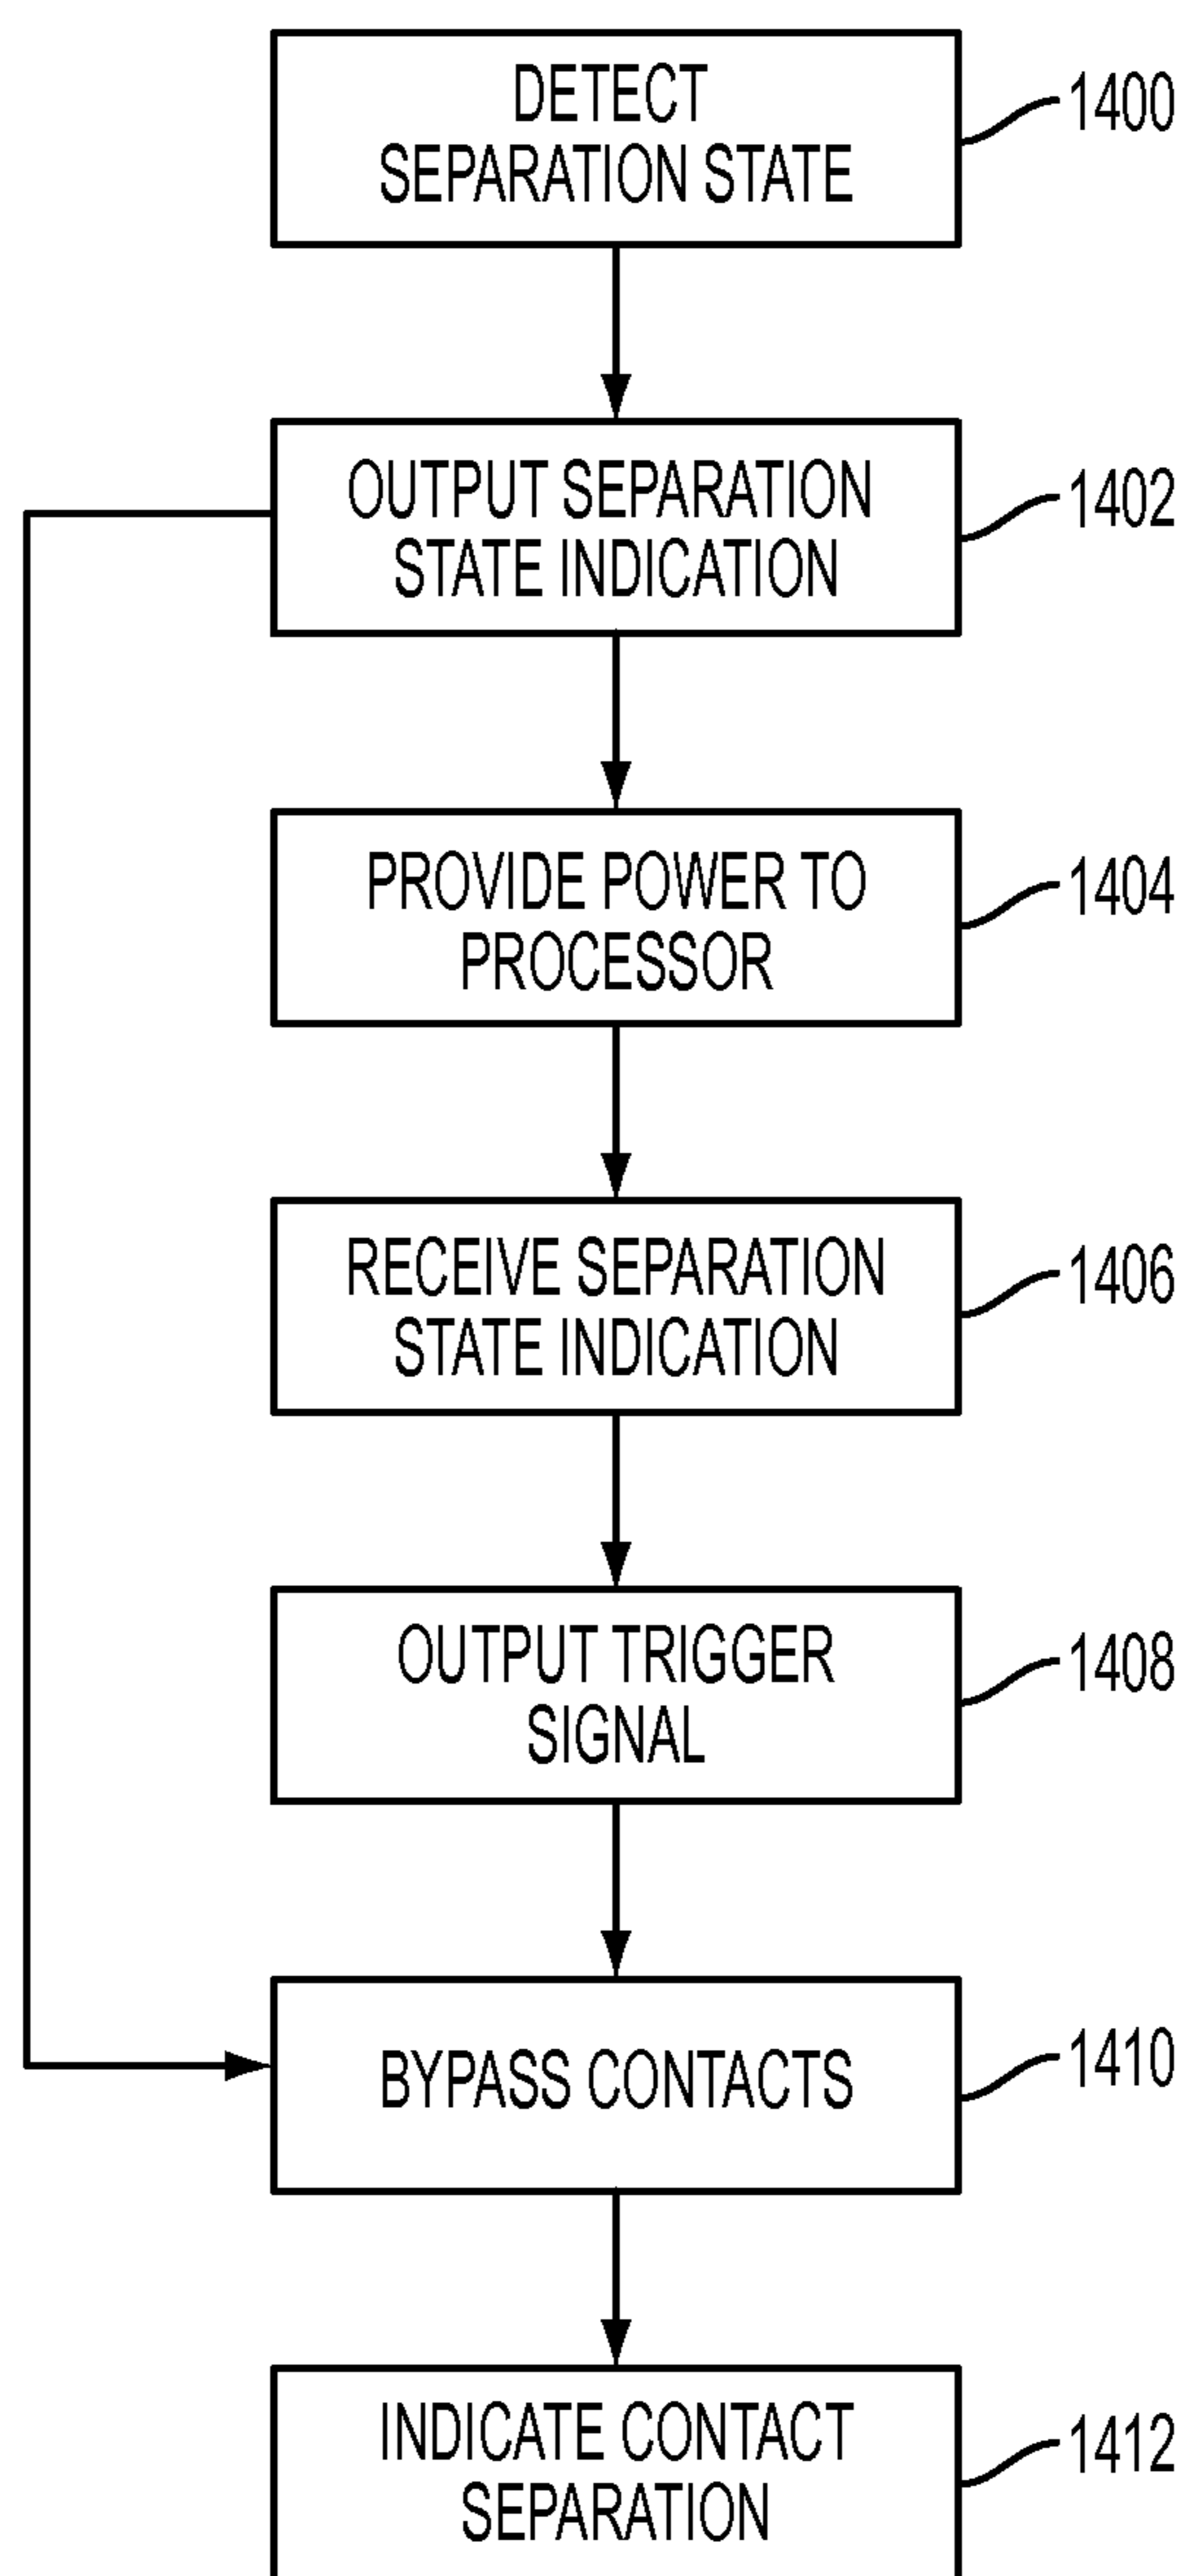 DETECT
SEPARATION STATE
1400
OUTPUT SEPARATION
STATE INDICATION
1402
PROVIDE POWER TO
PROCESSOR
1404
RECEIVE SEPARATION
STATE INDICATION
1406
OUTPUT TRIGGER
SIGNAL
1408
BYPASS CONTACTS
1410
INDICATE CONTACT
SEPARATION
1412